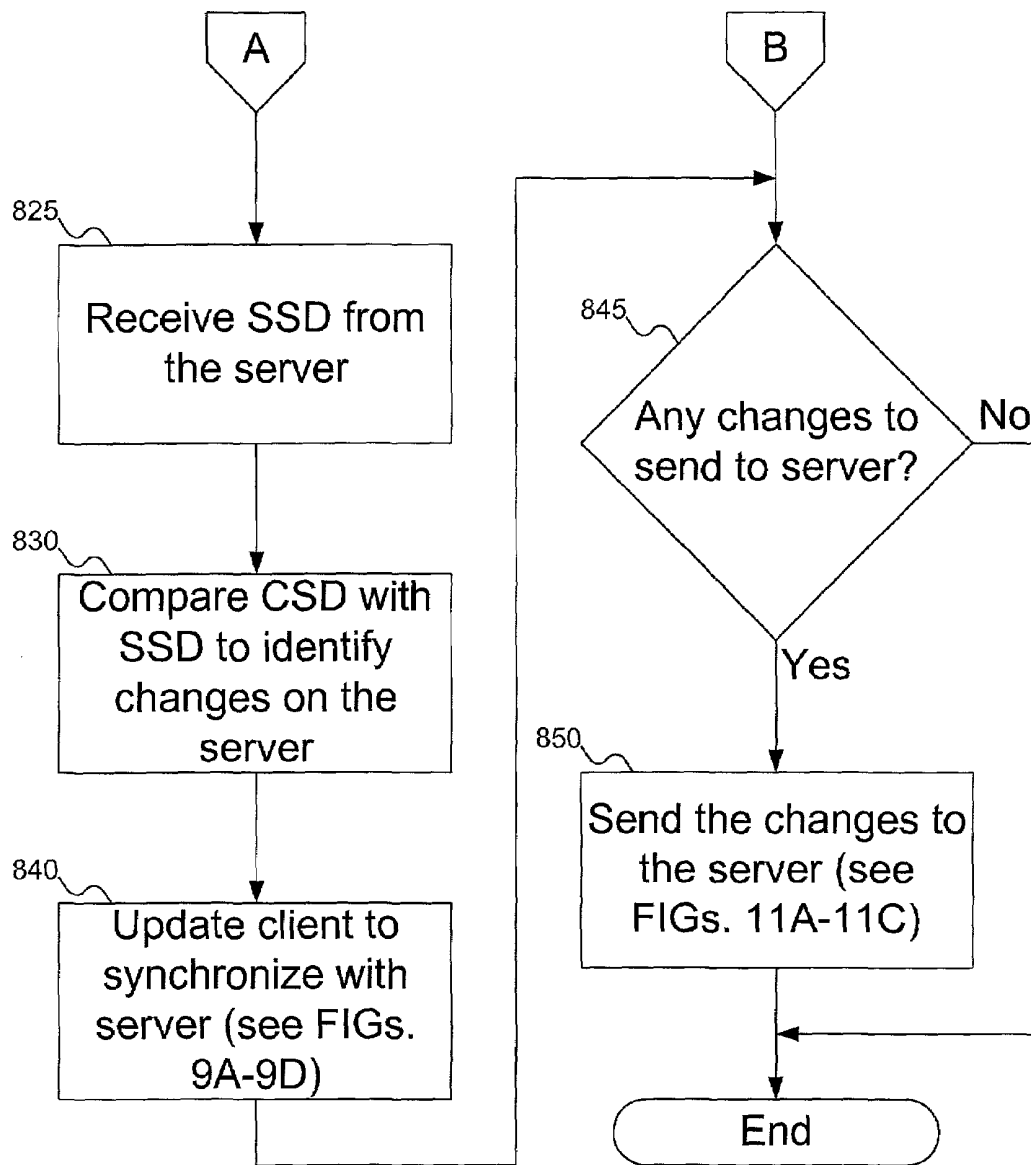 A
825
Receive SSD from
the server
830
Compare CSD with
SSD to identify
changes on the
server
840
Update client to
synchronize with
server (see FIGs.
9A-9D)
B
845
Any changes to
send to server?
No
Yes
850
Send the changes to
the server (see
FIGs. 11A-11C)
End